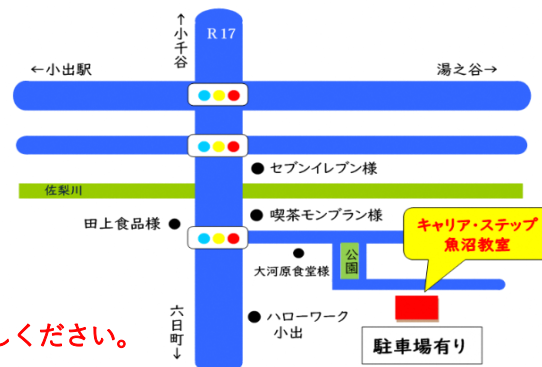 ↑小千谷
R17
←小出駅
湯之谷→
セブンイレブン様
佐梨川
喫茶モンブラン様
田上食品様
キャリア・ステップ
魚沼教室
公園
大河原食堂様
六日町↓
ハローワーク
小出
しください。
駐車場有り